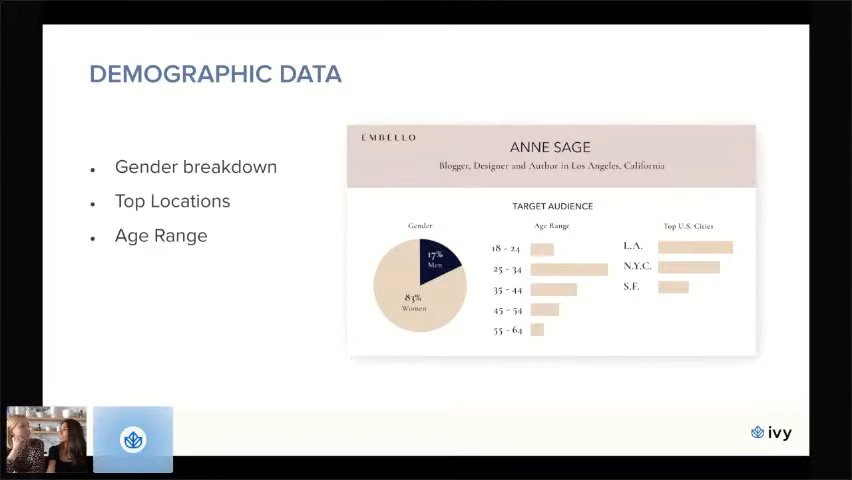 DEMOGRAPHIC DATA
• Gender breakdown
• Top Locations
• Age Range
EMBELLO
ANNE SAGE
Blogger, Designer and Author in Los Angeles, California
TARGET AUDIENCE
Gender
17%
Men
83%
Women
Age Range
18 - 24
25 - 34
35 - 44
45 - 54
55 - 64
Top U.S. Cities
L.A.
N.Y.C.
S.F.
ivy